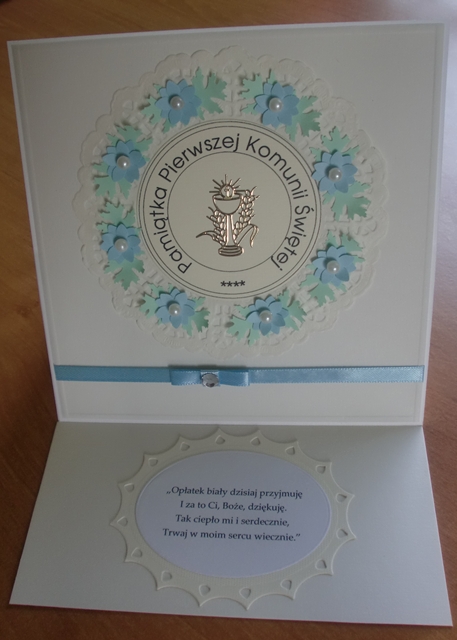 Pamiątka Pierwszej Komunii Świętej
****
„Opłatek biały dzisiaj przyjmuję
I za to Ci, Boże, dziękuję.
Tak ciepło mi i serdecznie,
Trwaj w moim sercu wiecznie.”